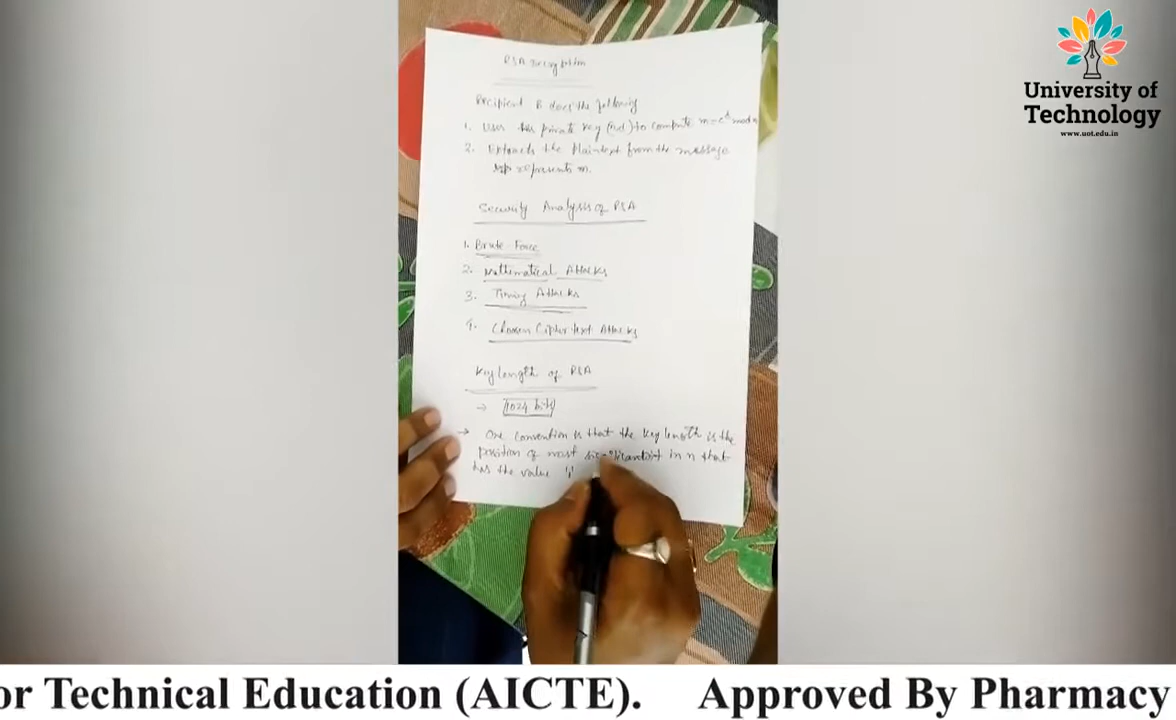 RSA Decryption
Recipient B does the following
1. Uses his private key (n,d) to compute m=c^d mod n
2. Extracts the Plaintext from the message
represents m.
Security Analysis of RSA
1. Brute-Force
2. Mathematical Attacks
3. Timing Attacks
4. Chosen Cipher text Attacks
Key length of RSA
→ 1024 bits
→ One convention is that the key length is the
position of most significant bit in n that
has the value '1'
University of
Technology
www.uot.edu.in
or Technical Education (AICTE). Approved By Pharmacy